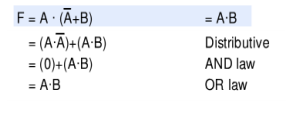 F = A · (A̅+B) = A·B
= (A·A̅)+(A·B) Distributive
= (0)+(A·B) AND law
= A·B OR law